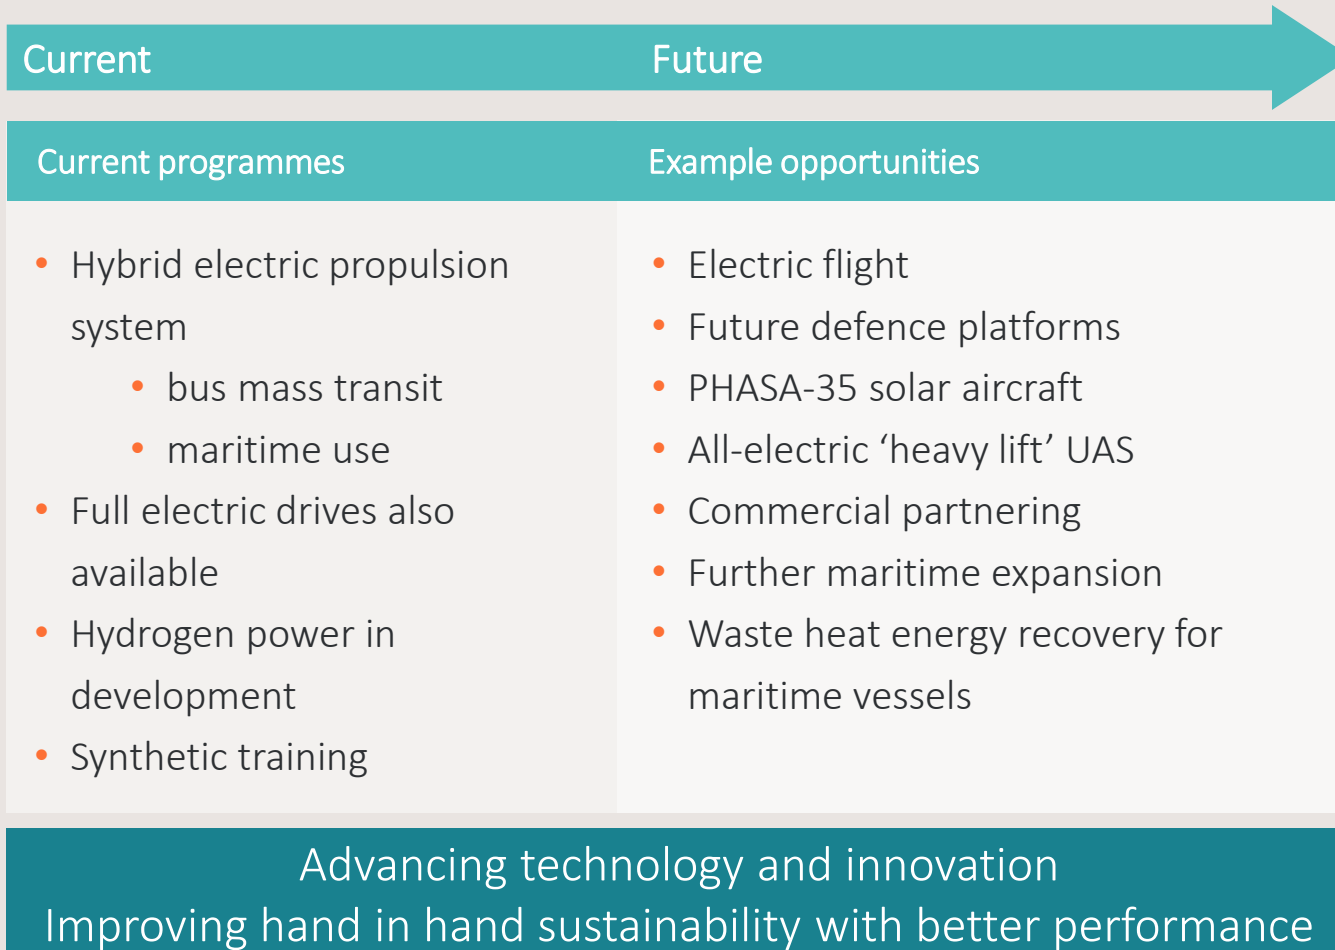 Current
Future
Current programmes
Example opportunities
• Hybrid electric propulsion
system
• bus mass transit
• maritime use
• Full electric drives also
available
• Hydrogen power in
development
• Synthetic training
• Electric flight
• Future defence platforms
• PHASA-35 solar aircraft
• All-electric ‘heavy lift’ UAS
• Commercial partnering
• Further maritime expansion
• Waste heat energy recovery for
maritime vessels
Advancing technology and innovation
Improving hand in hand sustainability with better performance